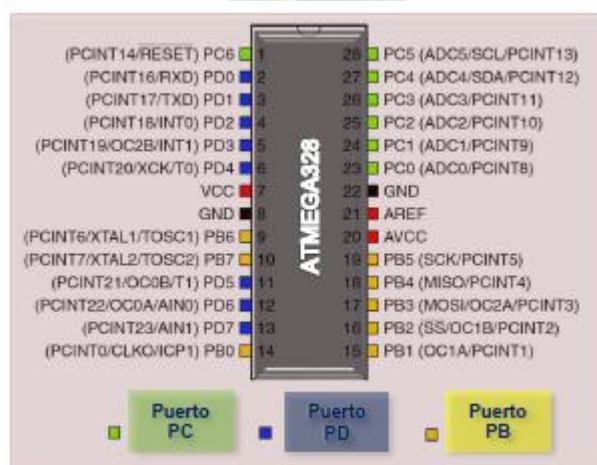 (PCINT14/RESET) PC6 1
(PCINT16/RXD) PD0 2
(PCINT17/TXD) PD1 3
(PCINT18/INT0) PD2 4
(PCINT19/OC2B/INT1) PD3 5
(PCINT20/XCK/T0) PD4 6
VCC 7
GND 8
(PCINT6/XTAL1/TOSC1) PB6 9
(PCINT7/XTAL2/TOSC2) PB7 10
(PCINT21/OC0B/T1) PD5 11
(PCINT22/OC0A/AIN0) PD6 12
(PCINT23/AIN1) PD7 13
(PCINT0/CLKO/ICP1) PB0 14
ATMEGA328
28 PC5 (ADC5/SCL/PCINT13)
27 PC4 (ADC4/SDA/PCINT12)
26 PC3 (ADC3/PCINT11)
25 PC2 (ADC2/PCINT10)
24 PC1 (ADC1/PCINT9)
23 PC0 (ADC0/PCINT8)
22 GND
21 AREF
20 AVCC
19 PB5 (SCK/PCINT5)
18 PB4 (MISO/PCINT4)
17 PB3 (MOSI/OC2A/PCINT3)
16 PB2 (SS/OC1B/PCINT2)
15 PB1 (OC1A/PCINT1)
Puerto
PC
Puerto
PD
Puerto
PB